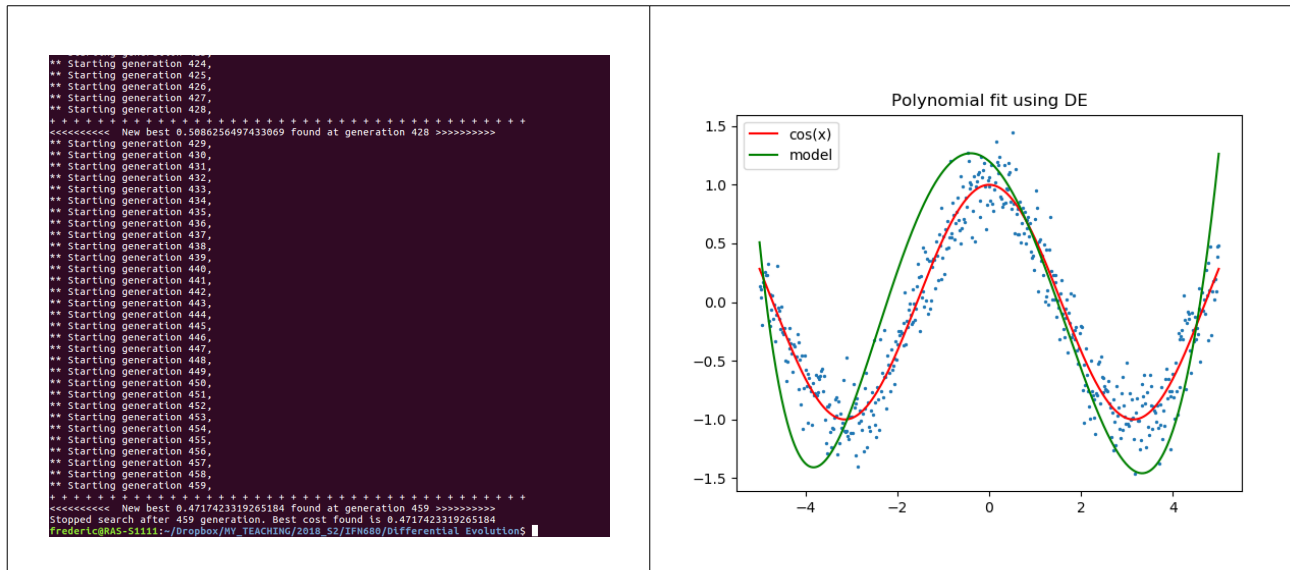 ** Starting generation 424,
** Starting generation 425,
** Starting generation 426,
** Starting generation 427,
** Starting generation 428,
+ + + + + + + + + + + + + + + + + + + + + + + + + + + + + + + + + + + + + + + +
<<<<<<<<<< New best 0.5086256497433069 found at generation 428 >>>>>>>>>>
** Starting generation 429,
** Starting generation 430,
** Starting generation 431,
** Starting generation 432,
** Starting generation 433,
** Starting generation 434,
** Starting generation 435,
** Starting generation 436,
** Starting generation 437,
** Starting generation 438,
** Starting generation 439,
** Starting generation 440,
** Starting generation 441,
** Starting generation 442,
** Starting generation 443,
** Starting generation 444,
** Starting generation 445,
** Starting generation 446,
** Starting generation 447,
** Starting generation 448,
** Starting generation 449,
** Starting generation 450,
** Starting generation 451,
** Starting generation 452,
** Starting generation 453,
** Starting generation 454,
** Starting generation 455,
** Starting generation 456,
** Starting generation 457,
** Starting generation 458,
** Starting generation 459,
+ + + + + + + + + + + + + + + + + + + + + + + + + + + + + + + + + + + + + + + +
<<<<<<<<<< New best 0.4717423319265184 found at generation 459 >>>>>>>>>>
Stopped search after 459 generation. Best cost found is 0.4717423319265184
frederic@RAS-S1111:~/Dropbox/MY_TEACHING/2018_S2/IFN680/Differential Evolution$
Polynomial fit using DE
cos(x)
model
1.5
1.0
0.5
0.0
−0.5
−1.0
−1.5
−4 −2 0 2 4